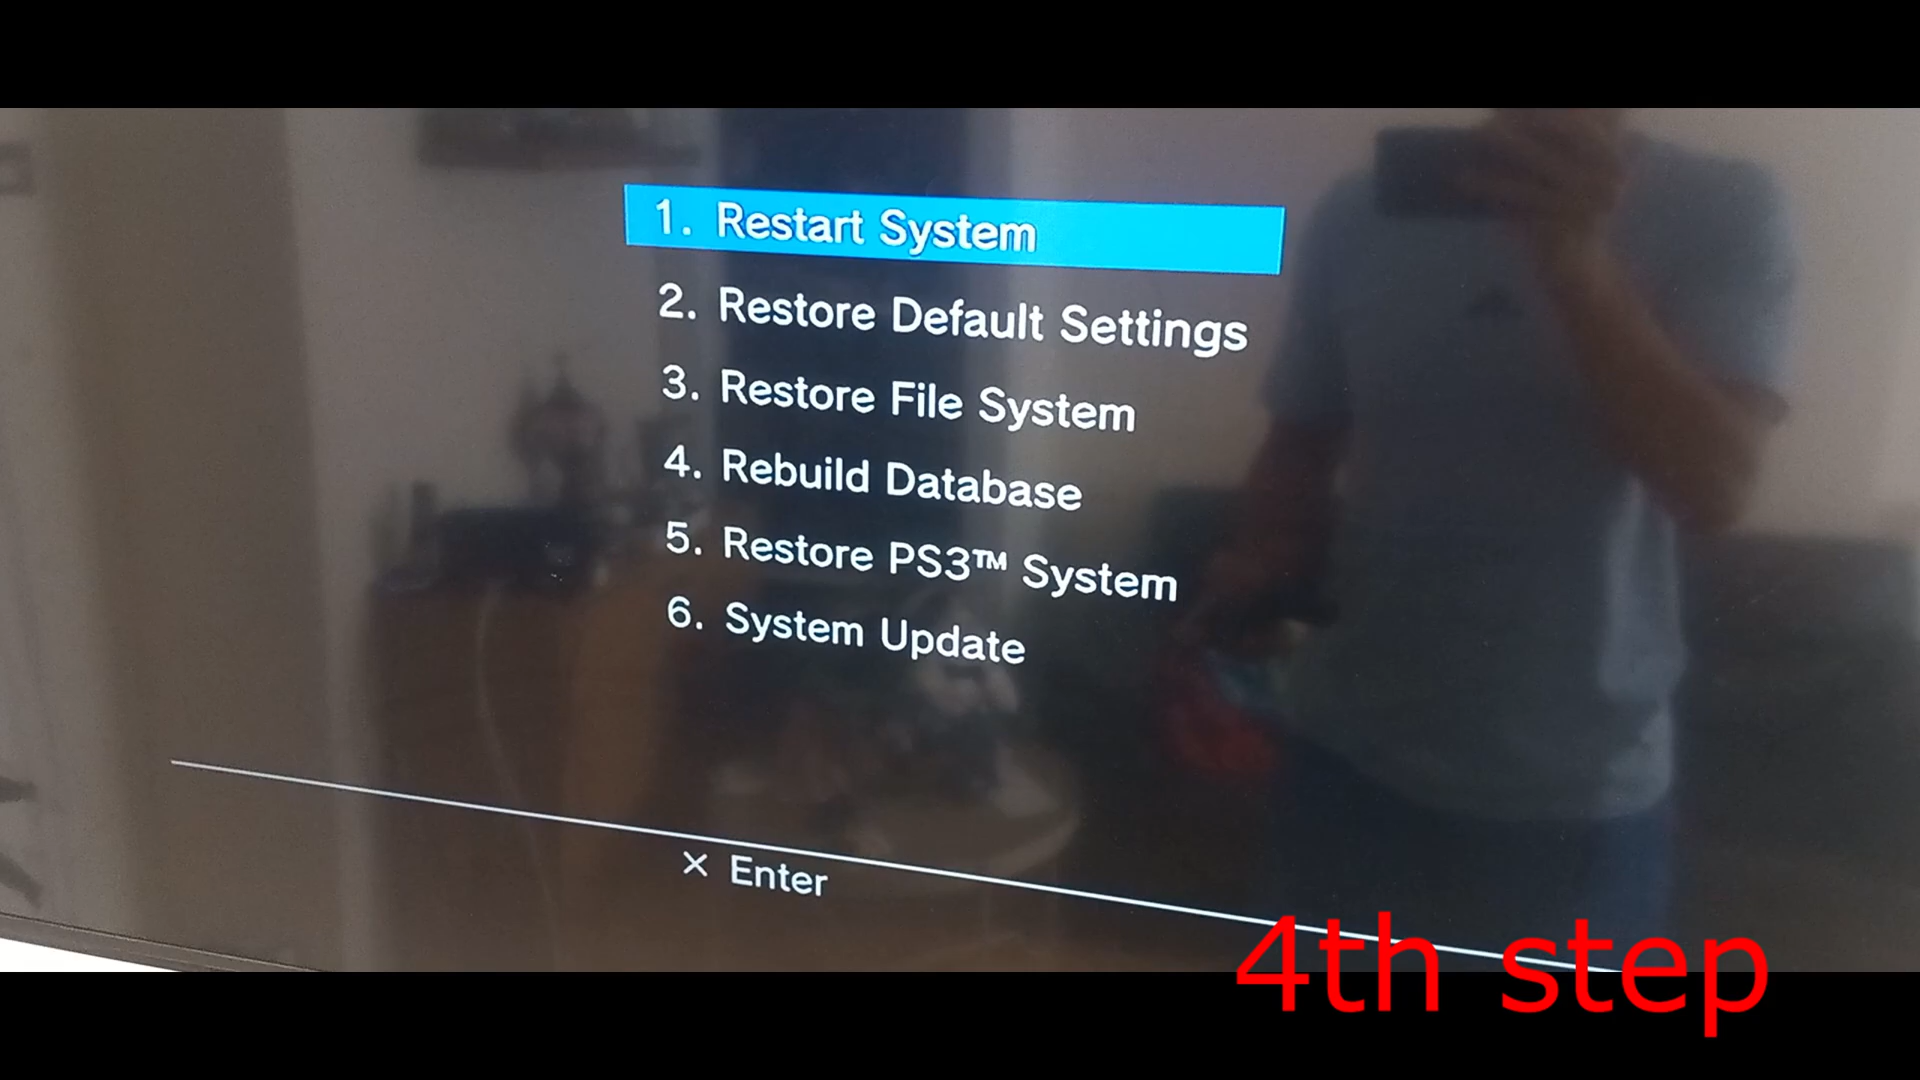 1. Restart System
2. Restore Default Settings
3. Restore File System
4. Rebuild Database
5. Restore PS3™ System
6. System Update
✕ Enter
4th step